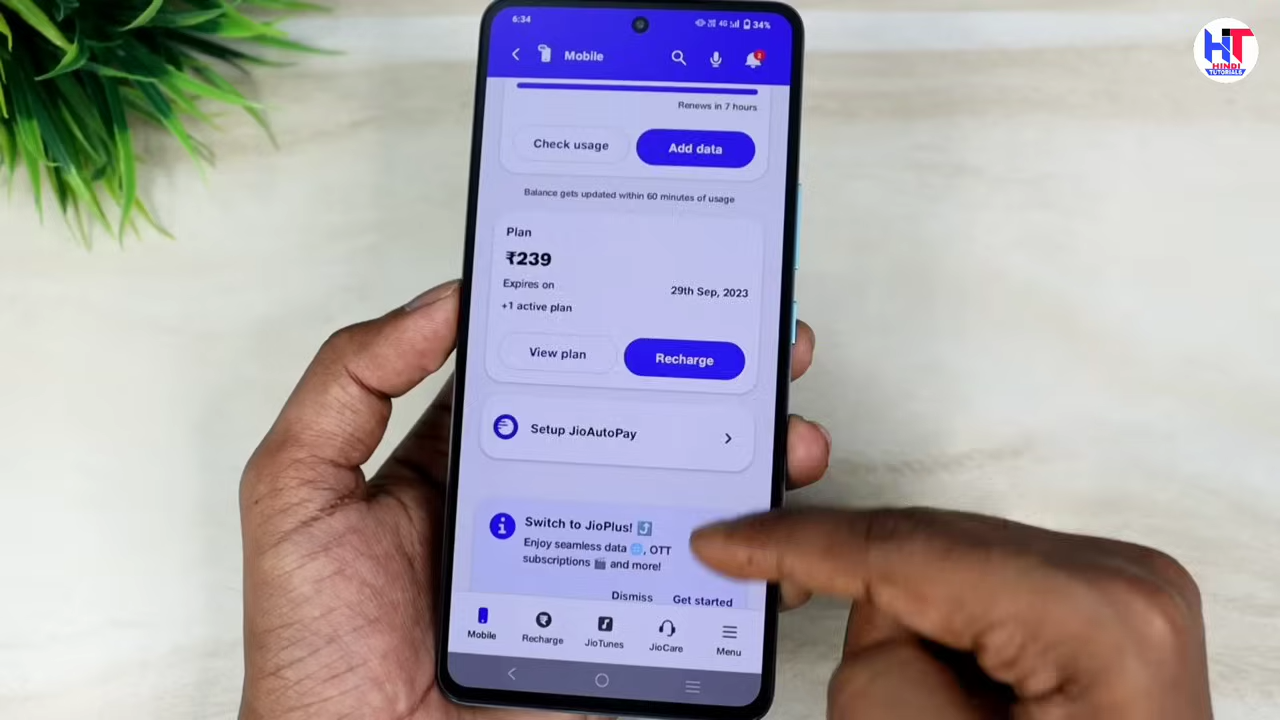 6:34
4G 34%
Mobile
2
HT
HINDI
TUTORIALS
Renews in 7 hours
Check usage
Add data
Balance gets updated within 60 minutes of usage
Plan
₹239
Expires on
29th Sep, 2023
+1 active plan
View plan
Recharge
Setup JioAutoPay
Switch to JioPlus! ⤴️
Enjoy seamless data 🌐, OTT
subscriptions 🎬 and more!
Dismiss
Get started
Mobile
Recharge
JioTunes
JioCare
Menu